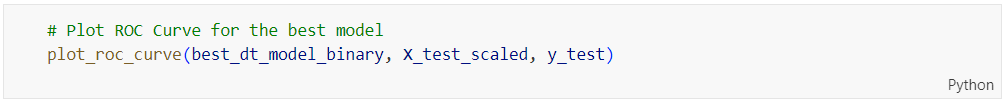 # Plot ROC Curve for the best model
plot_roc_curve(best_dt_model_binary, X_test_scaled, y_test)
Python